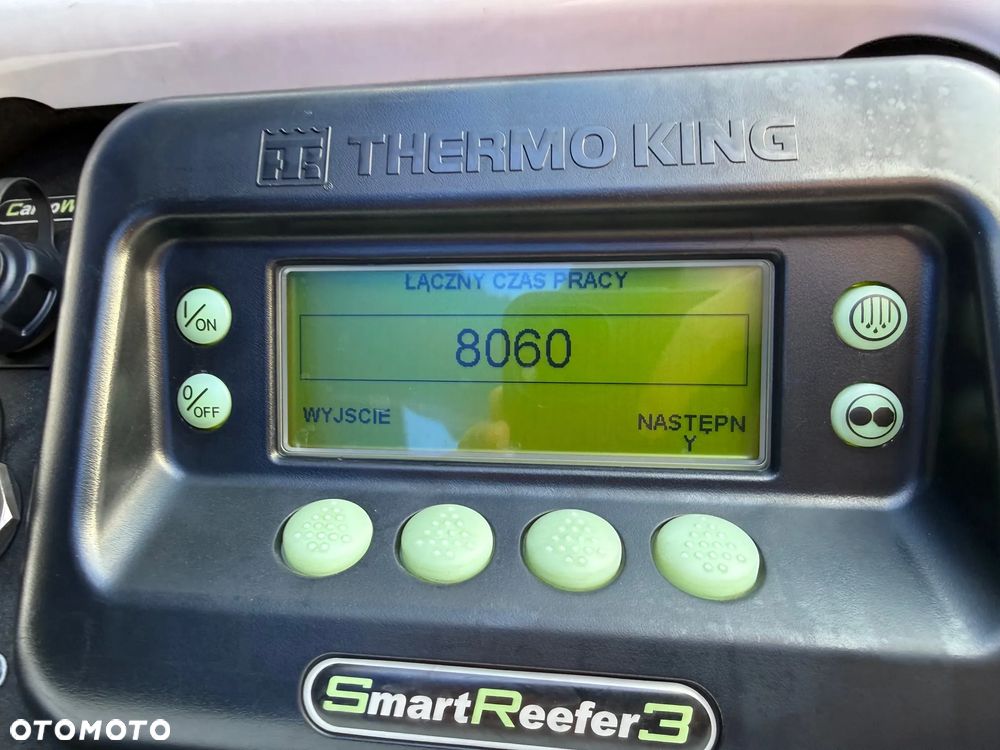 THERMO KING
I/ON
0/OFF
ŁĄCZNY CZAS PRACY
8060
WYJSCIE
NASTĘPN
Y
SmartReefer3
OTOMOTO